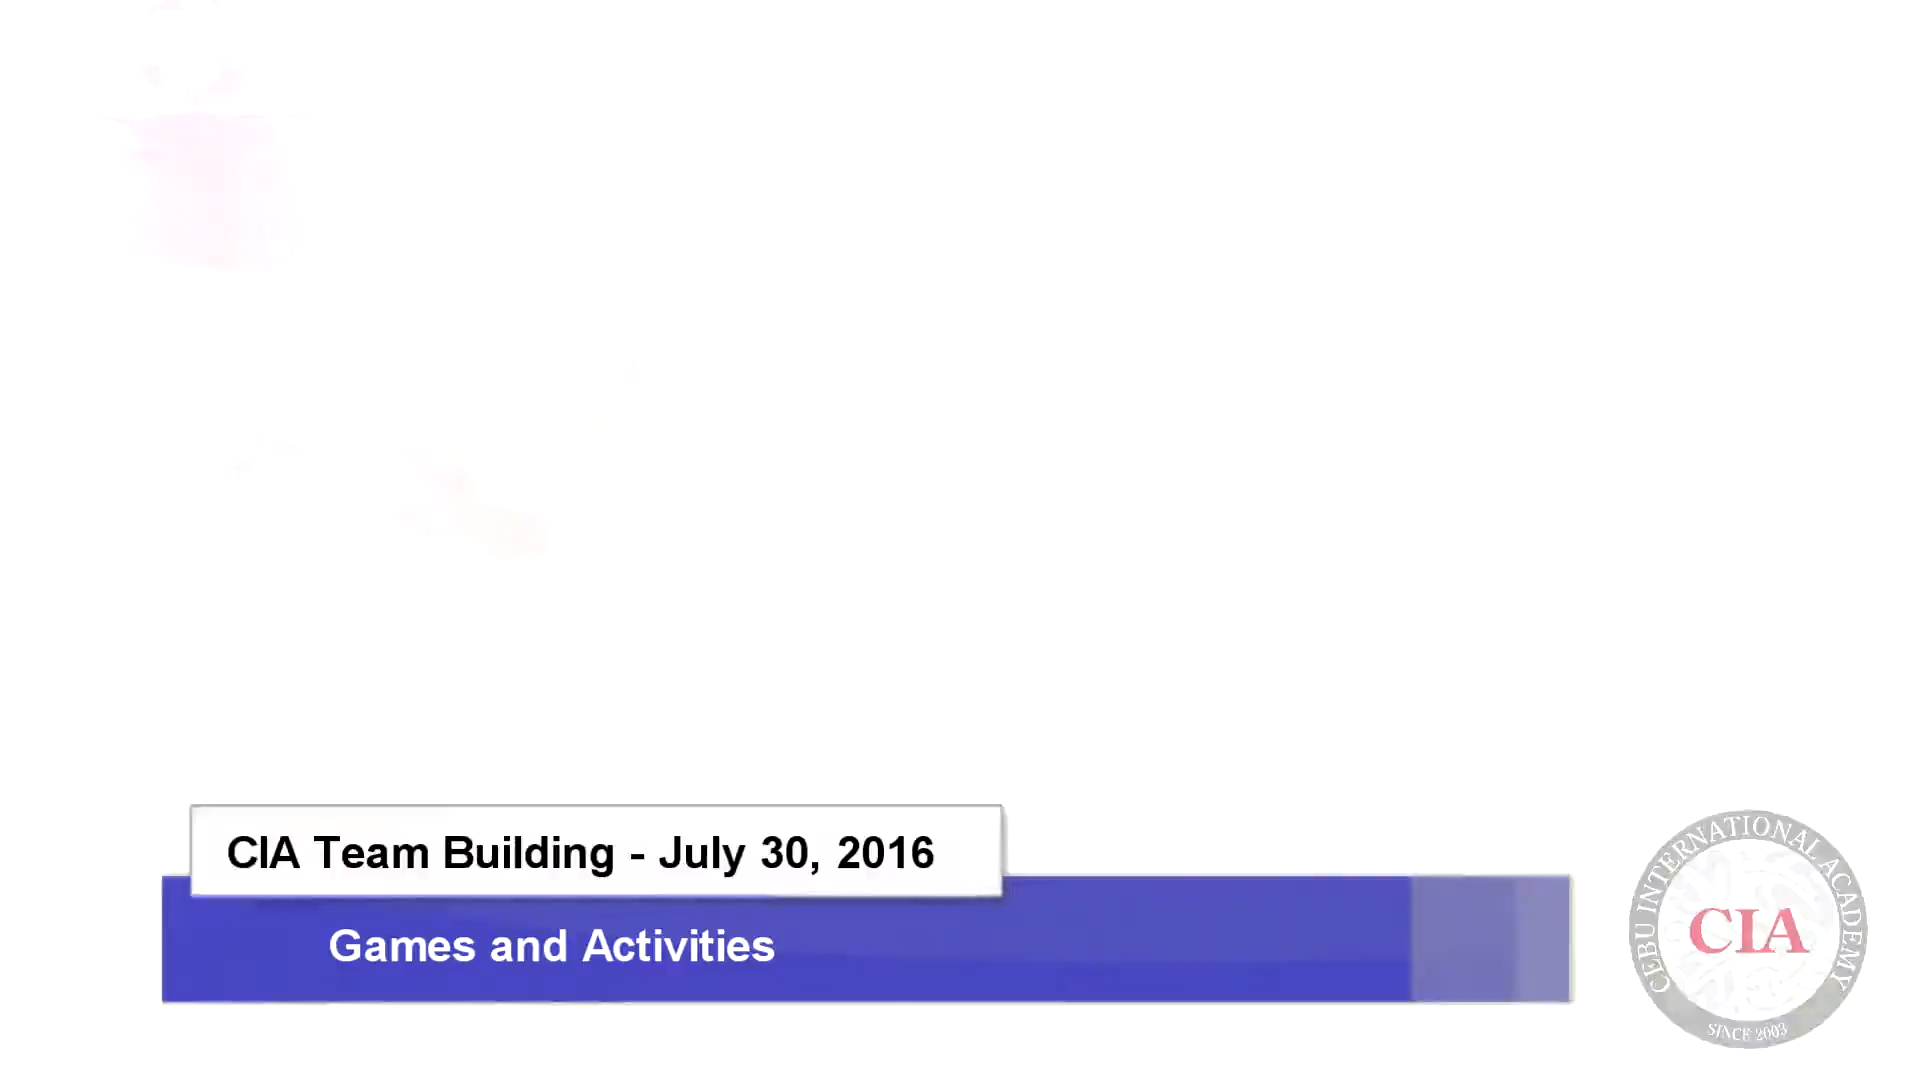 CIA Team Building - July 30, 2016
Games and Activities
CEBU INTERNATIONAL ACADEMY
CIA
SINCE 2003